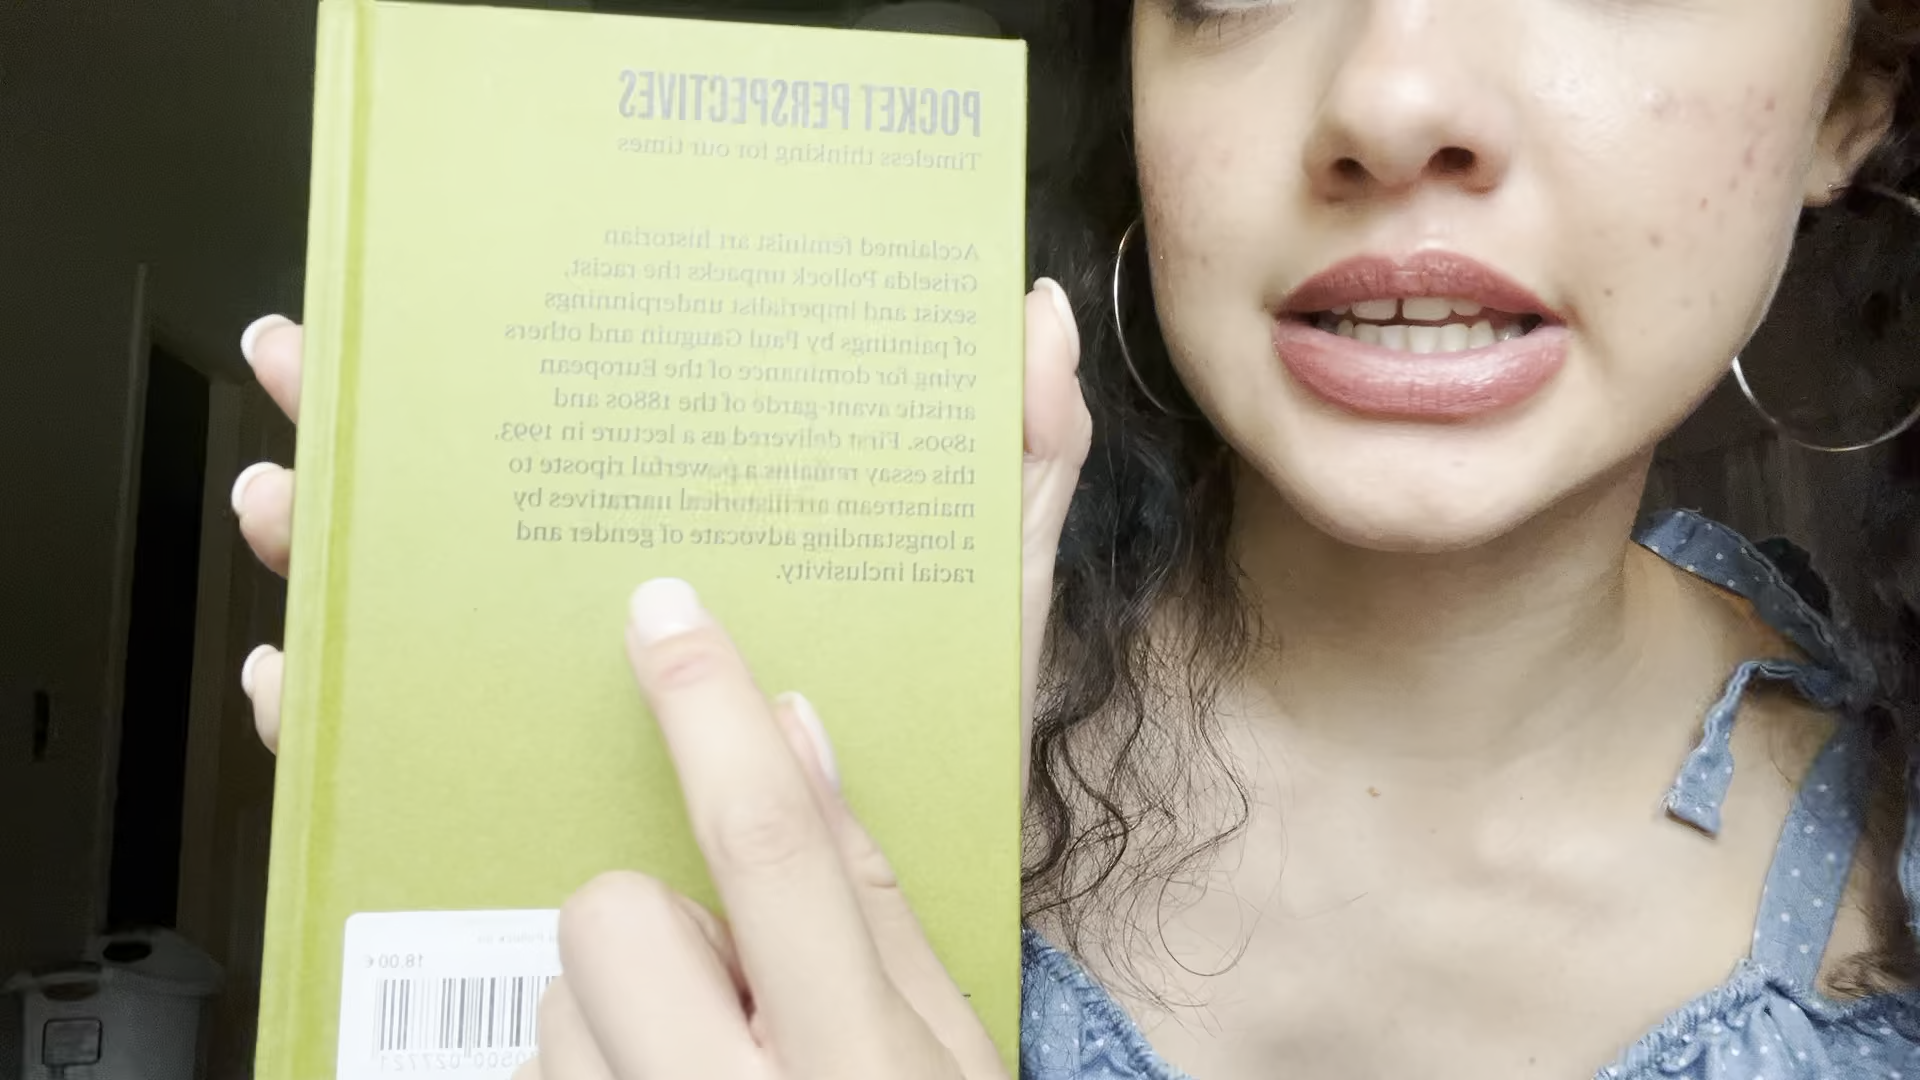 POCKET PERSPECTIVES
Timeless thinking for our times
Acclaimed feminist art historian
Griselda Pollock unpacks the racist,
sexist and imperialist underpinnings
of paintings by Paul Gauguin and others
vying for dominance of the European
artistic avant-garde of the 1880s and
1890s. First delivered as a lecture in 1993,
this essay remains a powerful riposte to
mainstream art historical narratives by
a longstanding advocate of gender and
racial inclusivity.
18.00 €